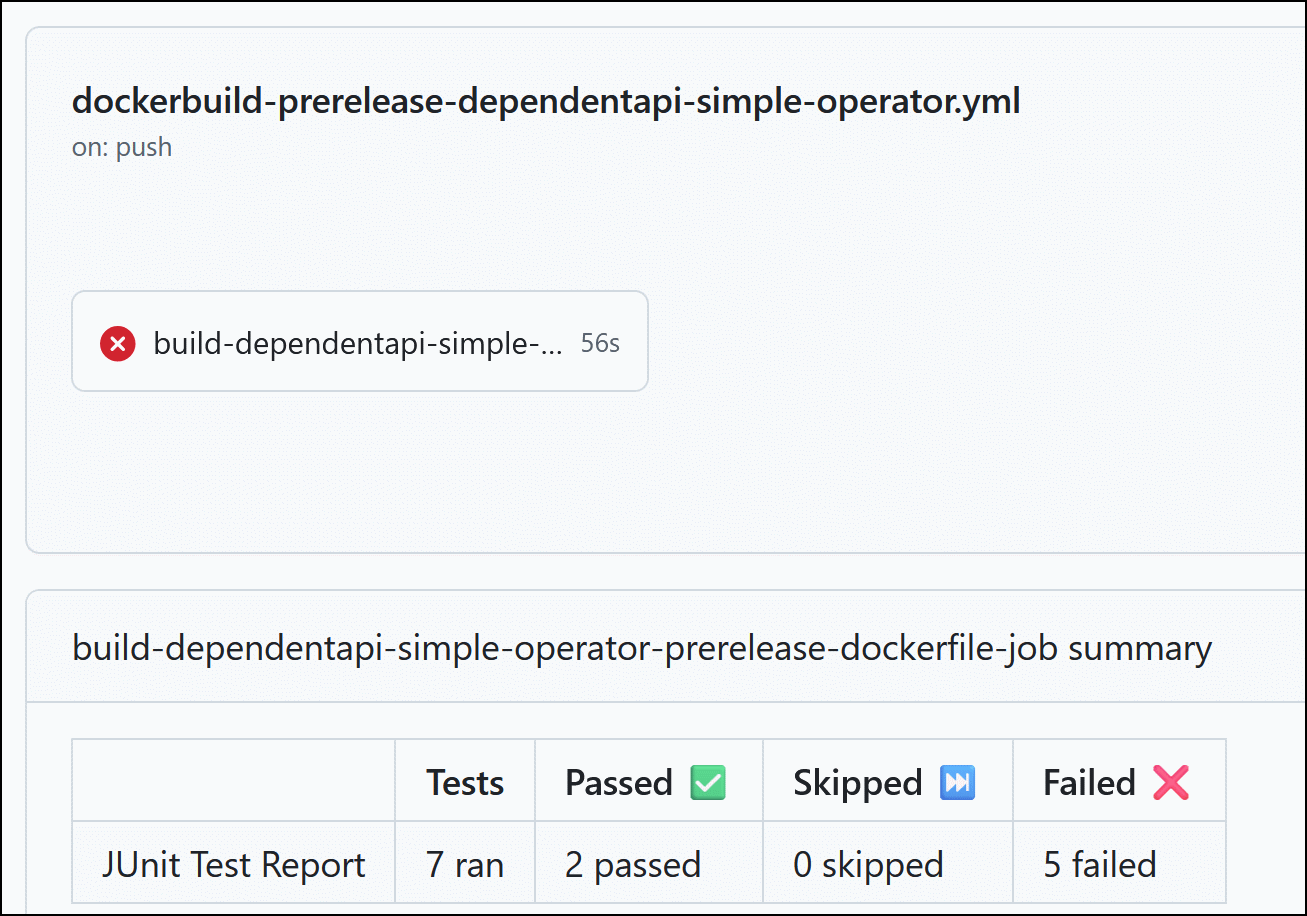 dockerbuild-prerelease-dependentapi-simple-operator.yml
on: push
build-dependentapi-simple-... 56s
build-dependentapi-simple-operator-prerelease-dockerfile-job summary
Tests Passed ✅ Skipped ⏭️ Failed ❌
JUnit Test Report 7 ran 2 passed 0 skipped 5 failed